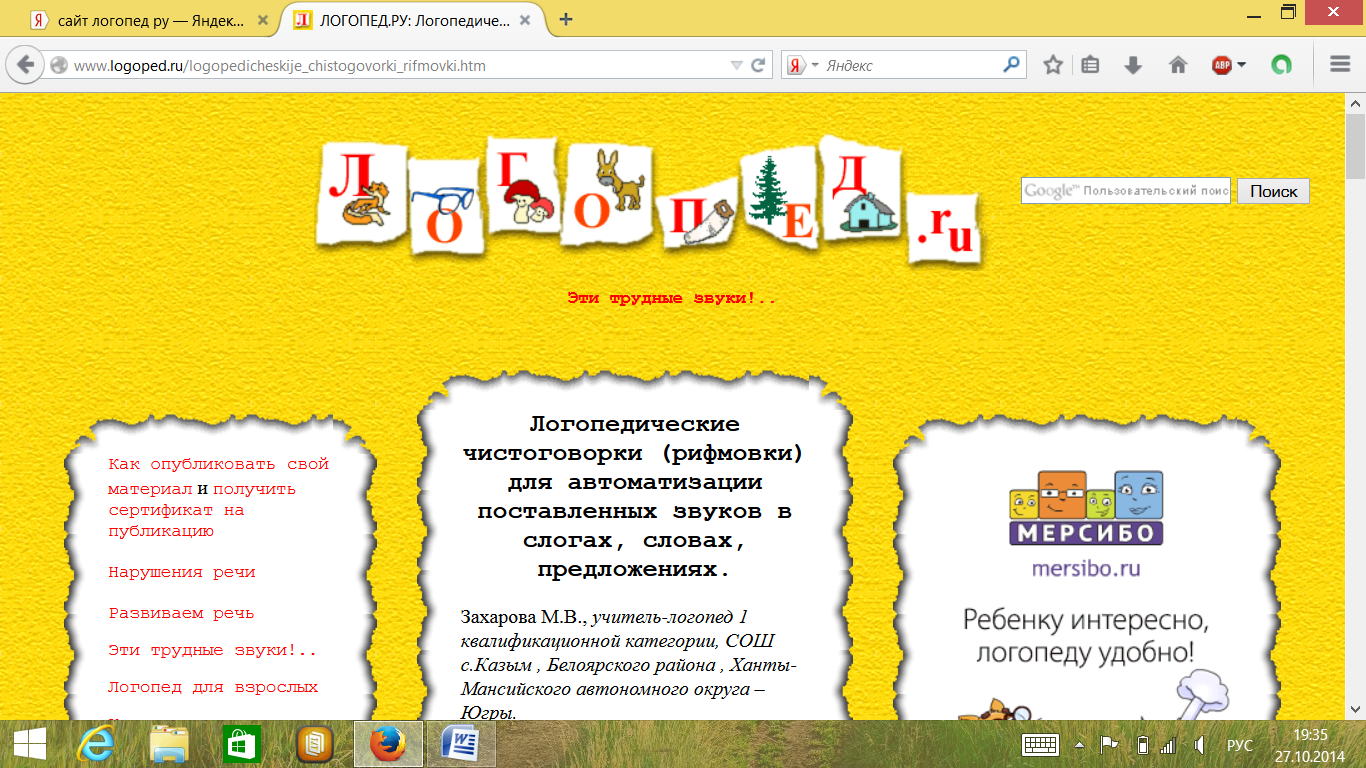 сайт логопед ру — Яндек...
ЛОГОПЕД.РУ: Логопедиче...
www.logoped.ru/logopedicheskije_chistogovorki_rifmovki.htm
Яндекс
ABP
ЛОГОПЕД.ru
Google™ Пользовательский поис
Поиск
Эти трудные звуки!..
Как опубликовать свой
материал и получить
сертификат на
публикацию
Нарушения речи
Развиваем речь
Эти трудные звуки!..
Логопед для взрослых
Логопедические
чистоговорки (рифмовки)
для автоматизации
поставленных звуков в
слогах, словах,
предложениях.
Захарова М.В., учитель-логопед 1
квалификационной категории, СОШ
с.Казым , Белоярского района , Ханты-
Мансийского автономного округа –
Югры.
МЕРСИБО
mersibo.ru
Ребенку интересно,
логопеду удобно!
РУС
19:35
27.10.2014